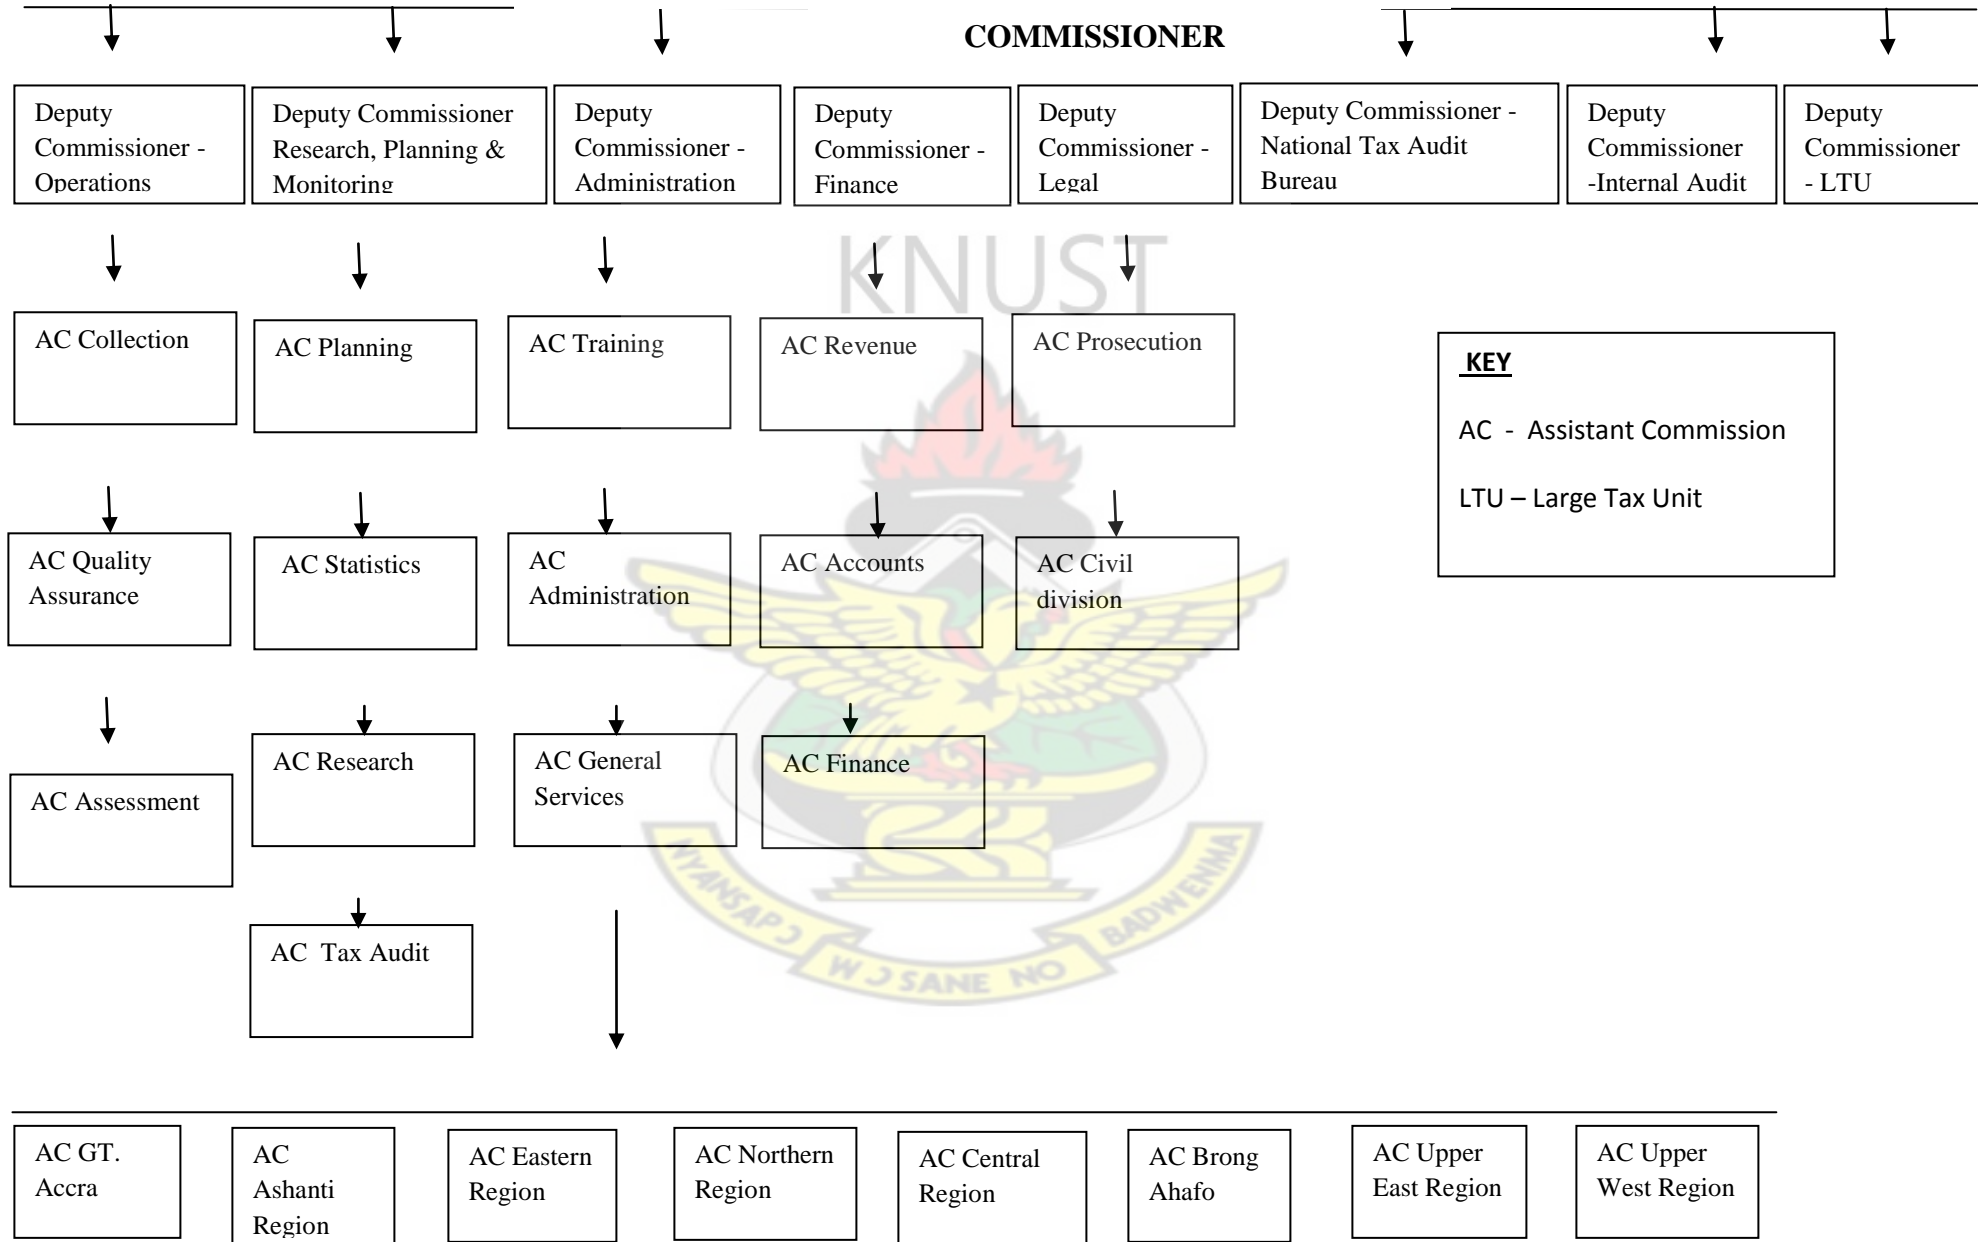 COMMISSIONER
Deputy
Commissioner -
Operations
Deputy Commissioner
Research, Planning &
Monitoring
Deputy
Commissioner -
Administration
Deputy
Commissioner -
Finance
Deputy
Commissioner -
Legal
Deputy Commissioner -
National Tax Audit
Bureau
Deputy
Commissioner
-Internal Audit
Deputy
Commissioner
- LTU
KNUST
AC Collection
AC Planning
AC Training
AC Revenue
AC Prosecution
KEY
AC - Assistant Commission
LTU – Large Tax Unit
AC Quality
Assurance
AC Statistics
AC
Administration
AC Accounts
AC Civil
division
AC Assessment
AC Research
AC General
Services
AC Finance
AC Tax Audit
NYANSAPƆ
WƆSANE NO
BADWENMA
AC GT.
Accra
AC
Ashanti
Region
AC Eastern
Region
AC Northern
Region
AC Central
Region
AC Brong
Ahafo
AC Upper
East Region
AC Upper
West Region